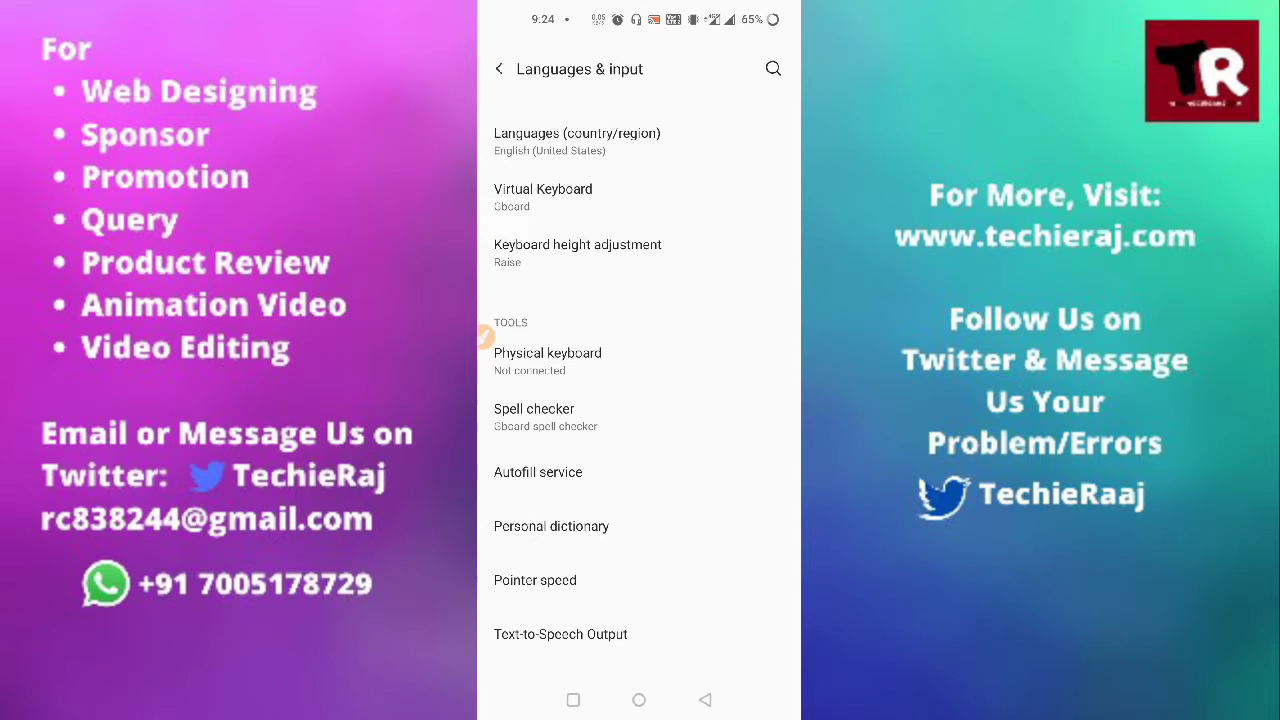 For
• Web Designing
• Sponsor
• Promotion
• Query
• Product Review
• Animation Video
• Video Editing
Email or Message Us on
Twitter: TechieRaj
rc838244@gmail.com
+91 7005178729
9:24
65%
Languages & input
Languages (country/region)
English (United States)
Virtual Keyboard
Gboard
Keyboard height adjustment
Raise
TOOLS
Physical keyboard
Not connected
Spell checker
Gboard spell checker
Autofill service
Personal dictionary
Pointer speed
Text-to-Speech Output
TR
For More, Visit:
www.techieraj.com
Follow Us on
Twitter & Message
Us Your
Problem/Errors
TechieRaaj